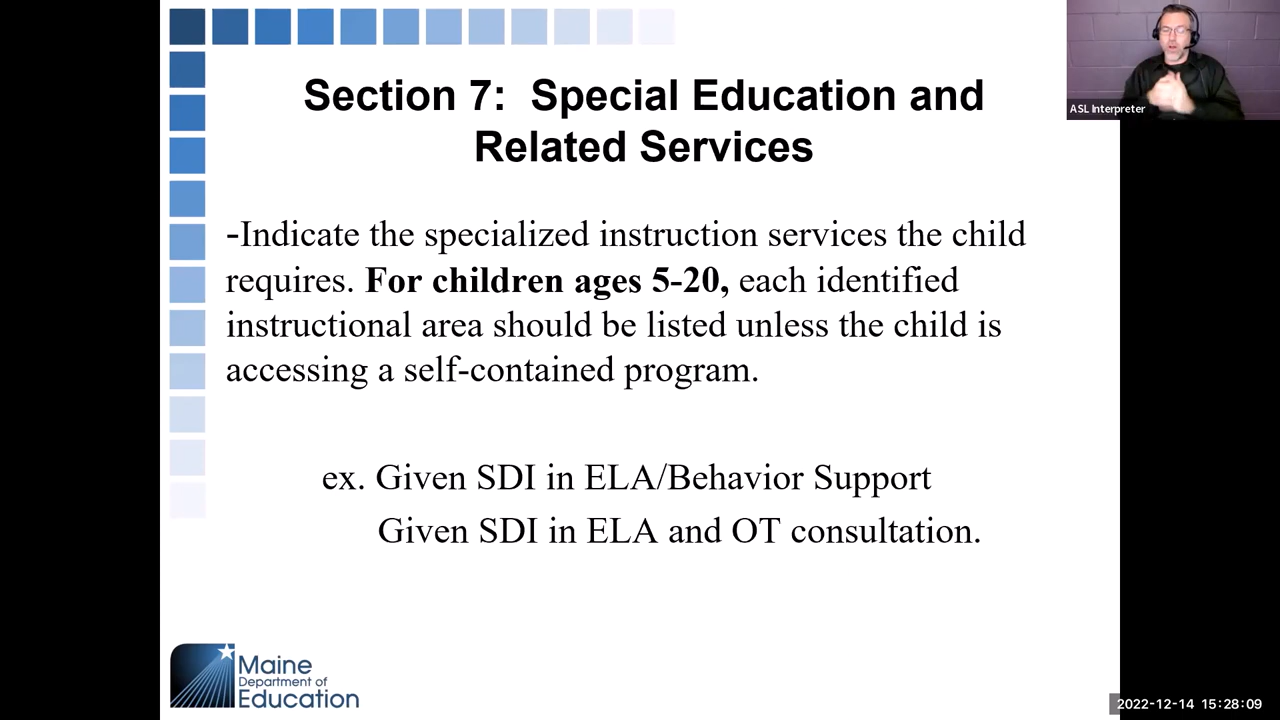 Section 7:  Special Education and
Related Services
ASL Interpreter
-Indicate the specialized instruction services the child
requires. For children ages 5-20, each identified
instructional area should be listed unless the child is
accessing a self-contained program.
ex. Given SDI in ELA/Behavior Support
Given SDI in ELA and OT consultation.
Maine
Department of
Education
2022-12-14 15:28:09